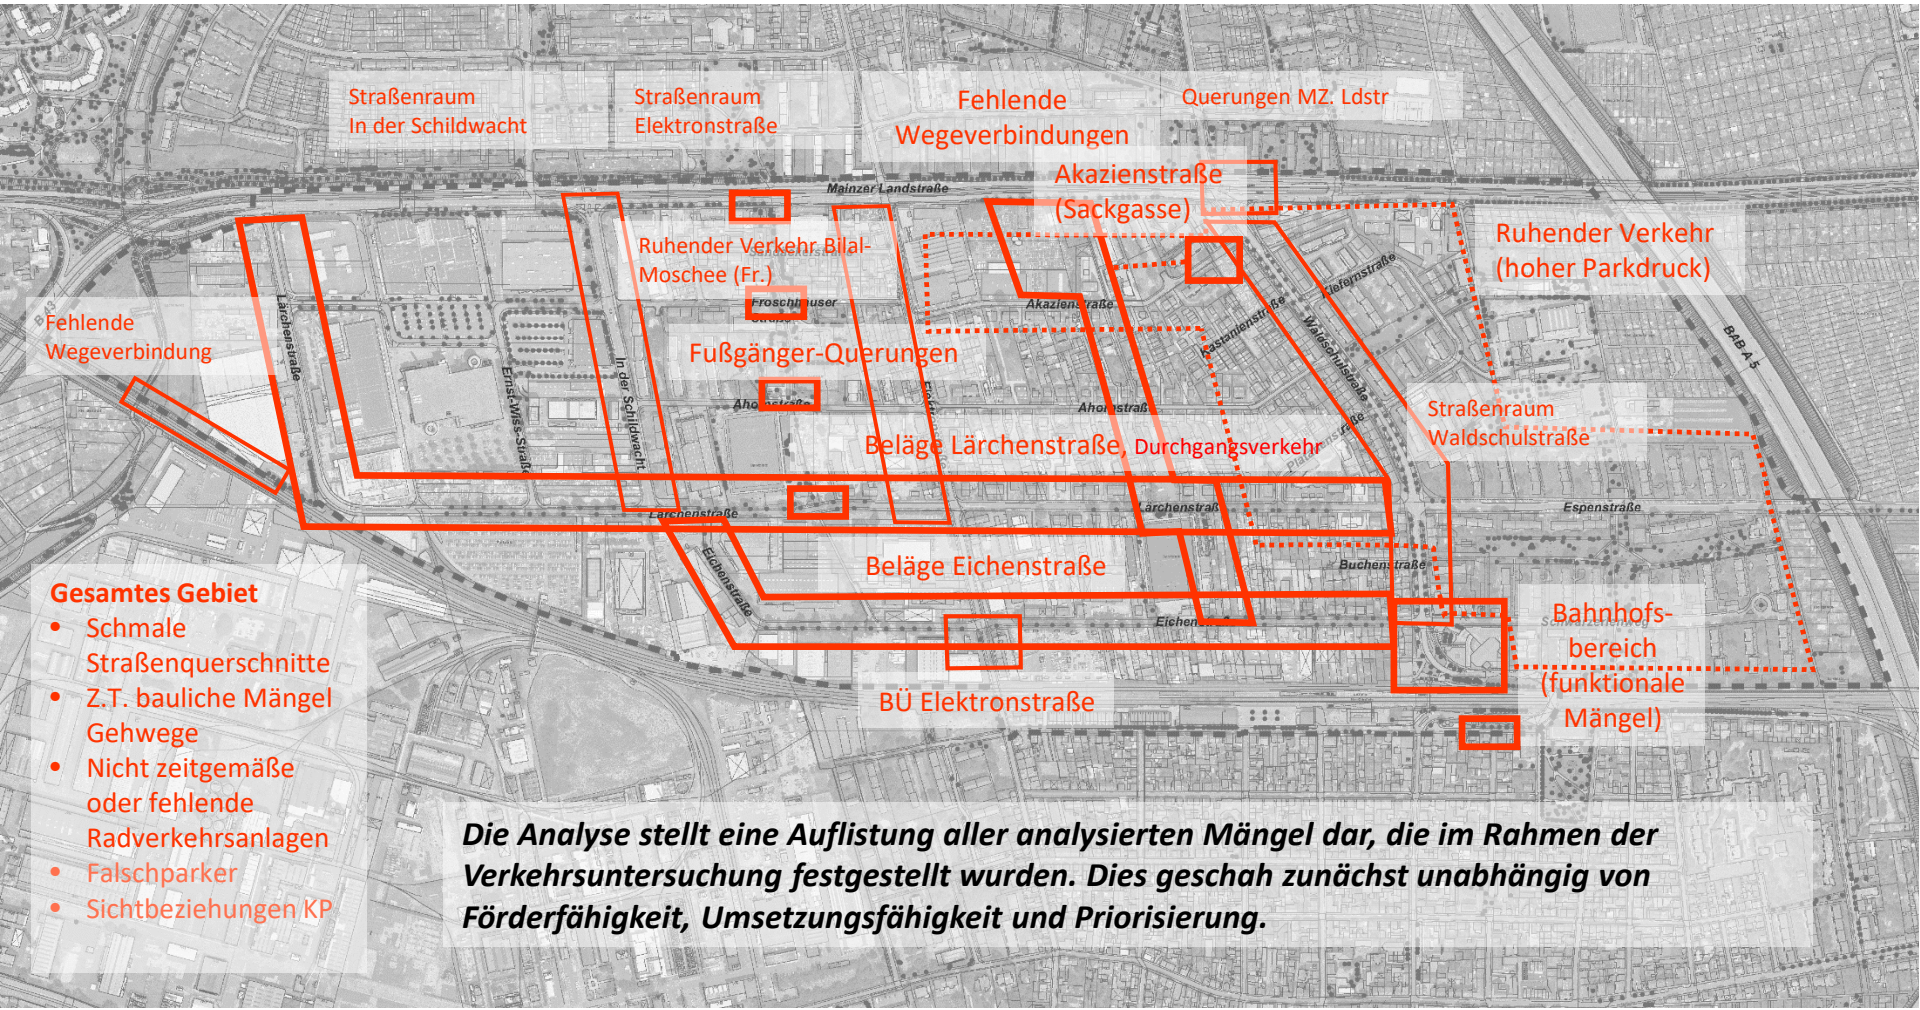 Straßenraum
In der Schildwacht
Straßenraum
Elektronstraße
Fehlende
Wegeverbindungen
Querungen MZ. Ldstr
Akazienstraße
(Sackgasse)
Mainzer Landstraße
Ruhender Verkehr
(hoher Parkdruck)
Ruhender Verkehr Bilal-
Moschee (Fr.)
Fehlende
Wegeverbindung
Lärchenstraße
Akazienstraße
Kiefernstraße
Kastanienstraße
Waldschulstraße
BAB A 5
Fußgänger-Querungen
In der Schildwacht
Ernst-Wiss-Straße
Ahornstraße
Ahornstraße
Straßenraum
Waldschulstraße
Beläge Lärchenstraße, Durchgangsverkehr
Lärchenstraße
Lärchenstraße
Espenstraße
Eichenstraße
Beläge Eichenstraße
Buchenstraße
Eichenstraße
Gesamtes Gebiet
• Schmale
Straßenquerschnitte
• Z.T. bauliche Mängel
Gehwege
• Nicht zeitgemäße
oder fehlende
Radverkehrsanlagen
• Falschparker
• Sichtbeziehungen KP
BÜ Elektronstraße
Bahnhofs-
bereich
(funktionale
Mängel)
Die Analyse stellt eine Auflistung aller analysierten Mängel dar, die im Rahmen der
Verkehrsuntersuchung festgestellt wurden. Dies geschah zunächst unabhängig von
Förderfähigkeit, Umsetzungsfähigkeit und Priorisierung.